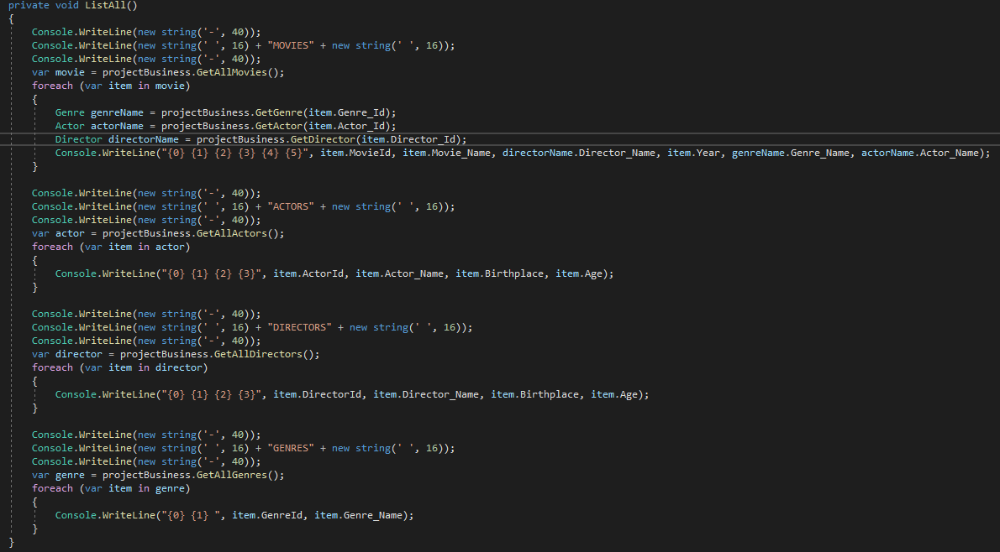 private void ListAll()
{
    Console.WriteLine(new string('-', 40));
    Console.WriteLine(new string(' ', 16) + "MOVIES" + new string(' ', 16));
    Console.WriteLine(new string('-', 40));
    var movie = projectBusiness.GetAllMovies();
    foreach (var item in movie)
    {
        Genre genreName = projectBusiness.GetGenre(item.Genre_Id);
        Actor actorName = projectBusiness.GetActor(item.Actor_Id);
        Director directorName = projectBusiness.GetDirector(item.Director_Id);
        Console.WriteLine("{0} {1} {2} {3} {4} {5}", item.MovieId, item.Movie_Name, directorName.Director_Name, item.Year, genreName.Genre_Name, actorName.Actor_Name);
    }

    Console.WriteLine(new string('-', 40));
    Console.WriteLine(new string(' ', 16) + "ACTORS" + new string(' ', 16));
    Console.WriteLine(new string('-', 40));
    var actor = projectBusiness.GetAllActors();
    foreach (var item in actor)
    {
        Console.WriteLine("{0} {1} {2} {3}", item.ActorId, item.Actor_Name, item.Birthplace, item.Age);
    }

    Console.WriteLine(new string('-', 40));
    Console.WriteLine(new string(' ', 16) + "DIRECTORS" + new string(' ', 16));
    Console.WriteLine(new string('-', 40));
    var director = projectBusiness.GetAllDirectors();
    foreach (var item in director)
    {
        Console.WriteLine("{0} {1} {2} {3}", item.DirectorId, item.Director_Name, item.Birthplace, item.Age);
    }

    Console.WriteLine(new string('-', 40));
    Console.WriteLine(new string(' ', 16) + "GENRES" + new string(' ', 16));
    Console.WriteLine(new string('-', 40));
    var genre = projectBusiness.GetAllGenres();
    foreach (var item in genre)
    {
        Console.WriteLine("{0} {1} ", item.GenreId, item.Genre_Name);
    }
}